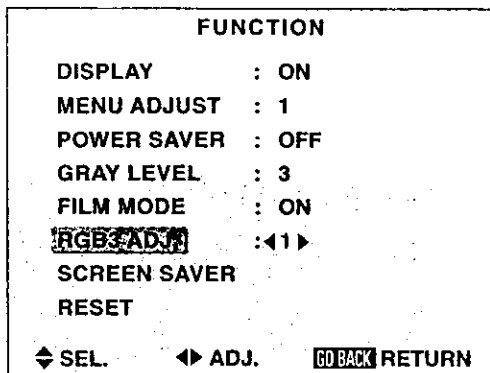 FUNCTION
DISPLAY : ON
MENU ADJUST : 1
POWER SAVER : OFF
GRAY LEVEL : 3
FILM MODE : ON
RGB3 ADJ. :◀1▶
SCREEN SAVER
RESET
SEL. ◀▶ ADJ. GO BACK RETURN